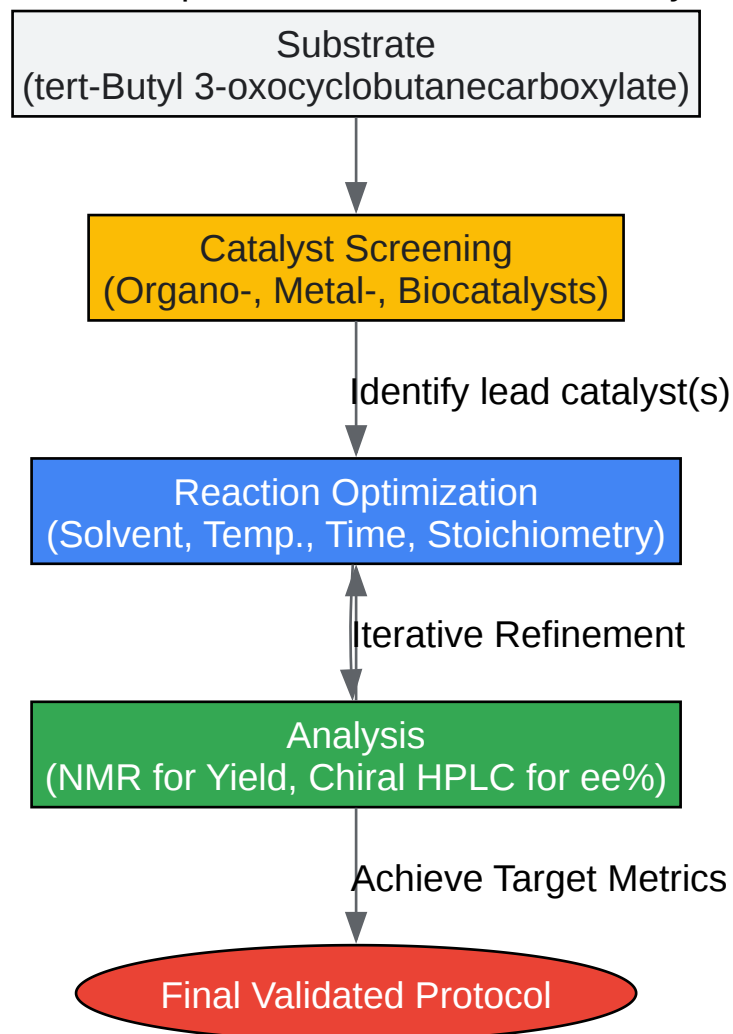 Substrate
(tert-Butyl 3-oxocyclobutanecarboxylate)
Catalyst Screening
(Organo-, Metal-, Biocatalysts)
Identify lead catalyst(s)
Reaction Optimization
(Solvent, Temp., Time, Stoichiometry)
Iterative Refinement
Analysis
(NMR for Yield, Chiral HPLC for ee%)
Achieve Target Metrics
Final Validated Protocol